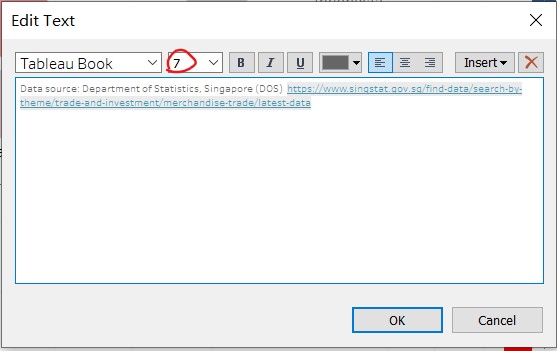 Edit Text
Tableau Book 7 B I U Insert
Data source: Department of Statistics, Singapore (DOS) https://www.singstat.gov.sg/find-data/search-by-
theme/trade-and-investment/merchandise-trade/latest-data
OK Cancel